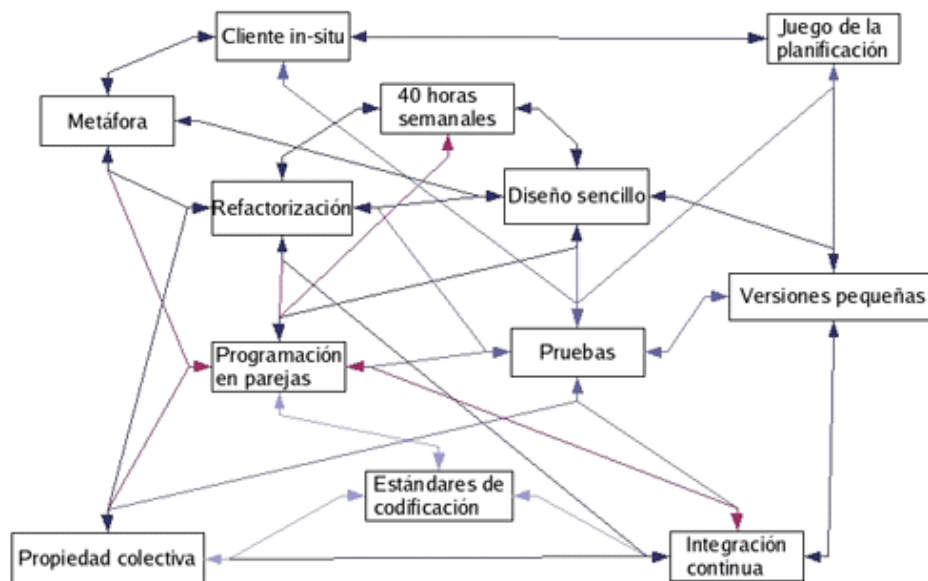 Cliente in-situ
Juego de la
planificación
40 horas
semanales
Metáfora
Refactorización
Diseño sencillo
Versiones pequeñas
Programación
en parejas
Pruebas
Estándares de
codificación
Propiedad colectiva
Integración
contínua